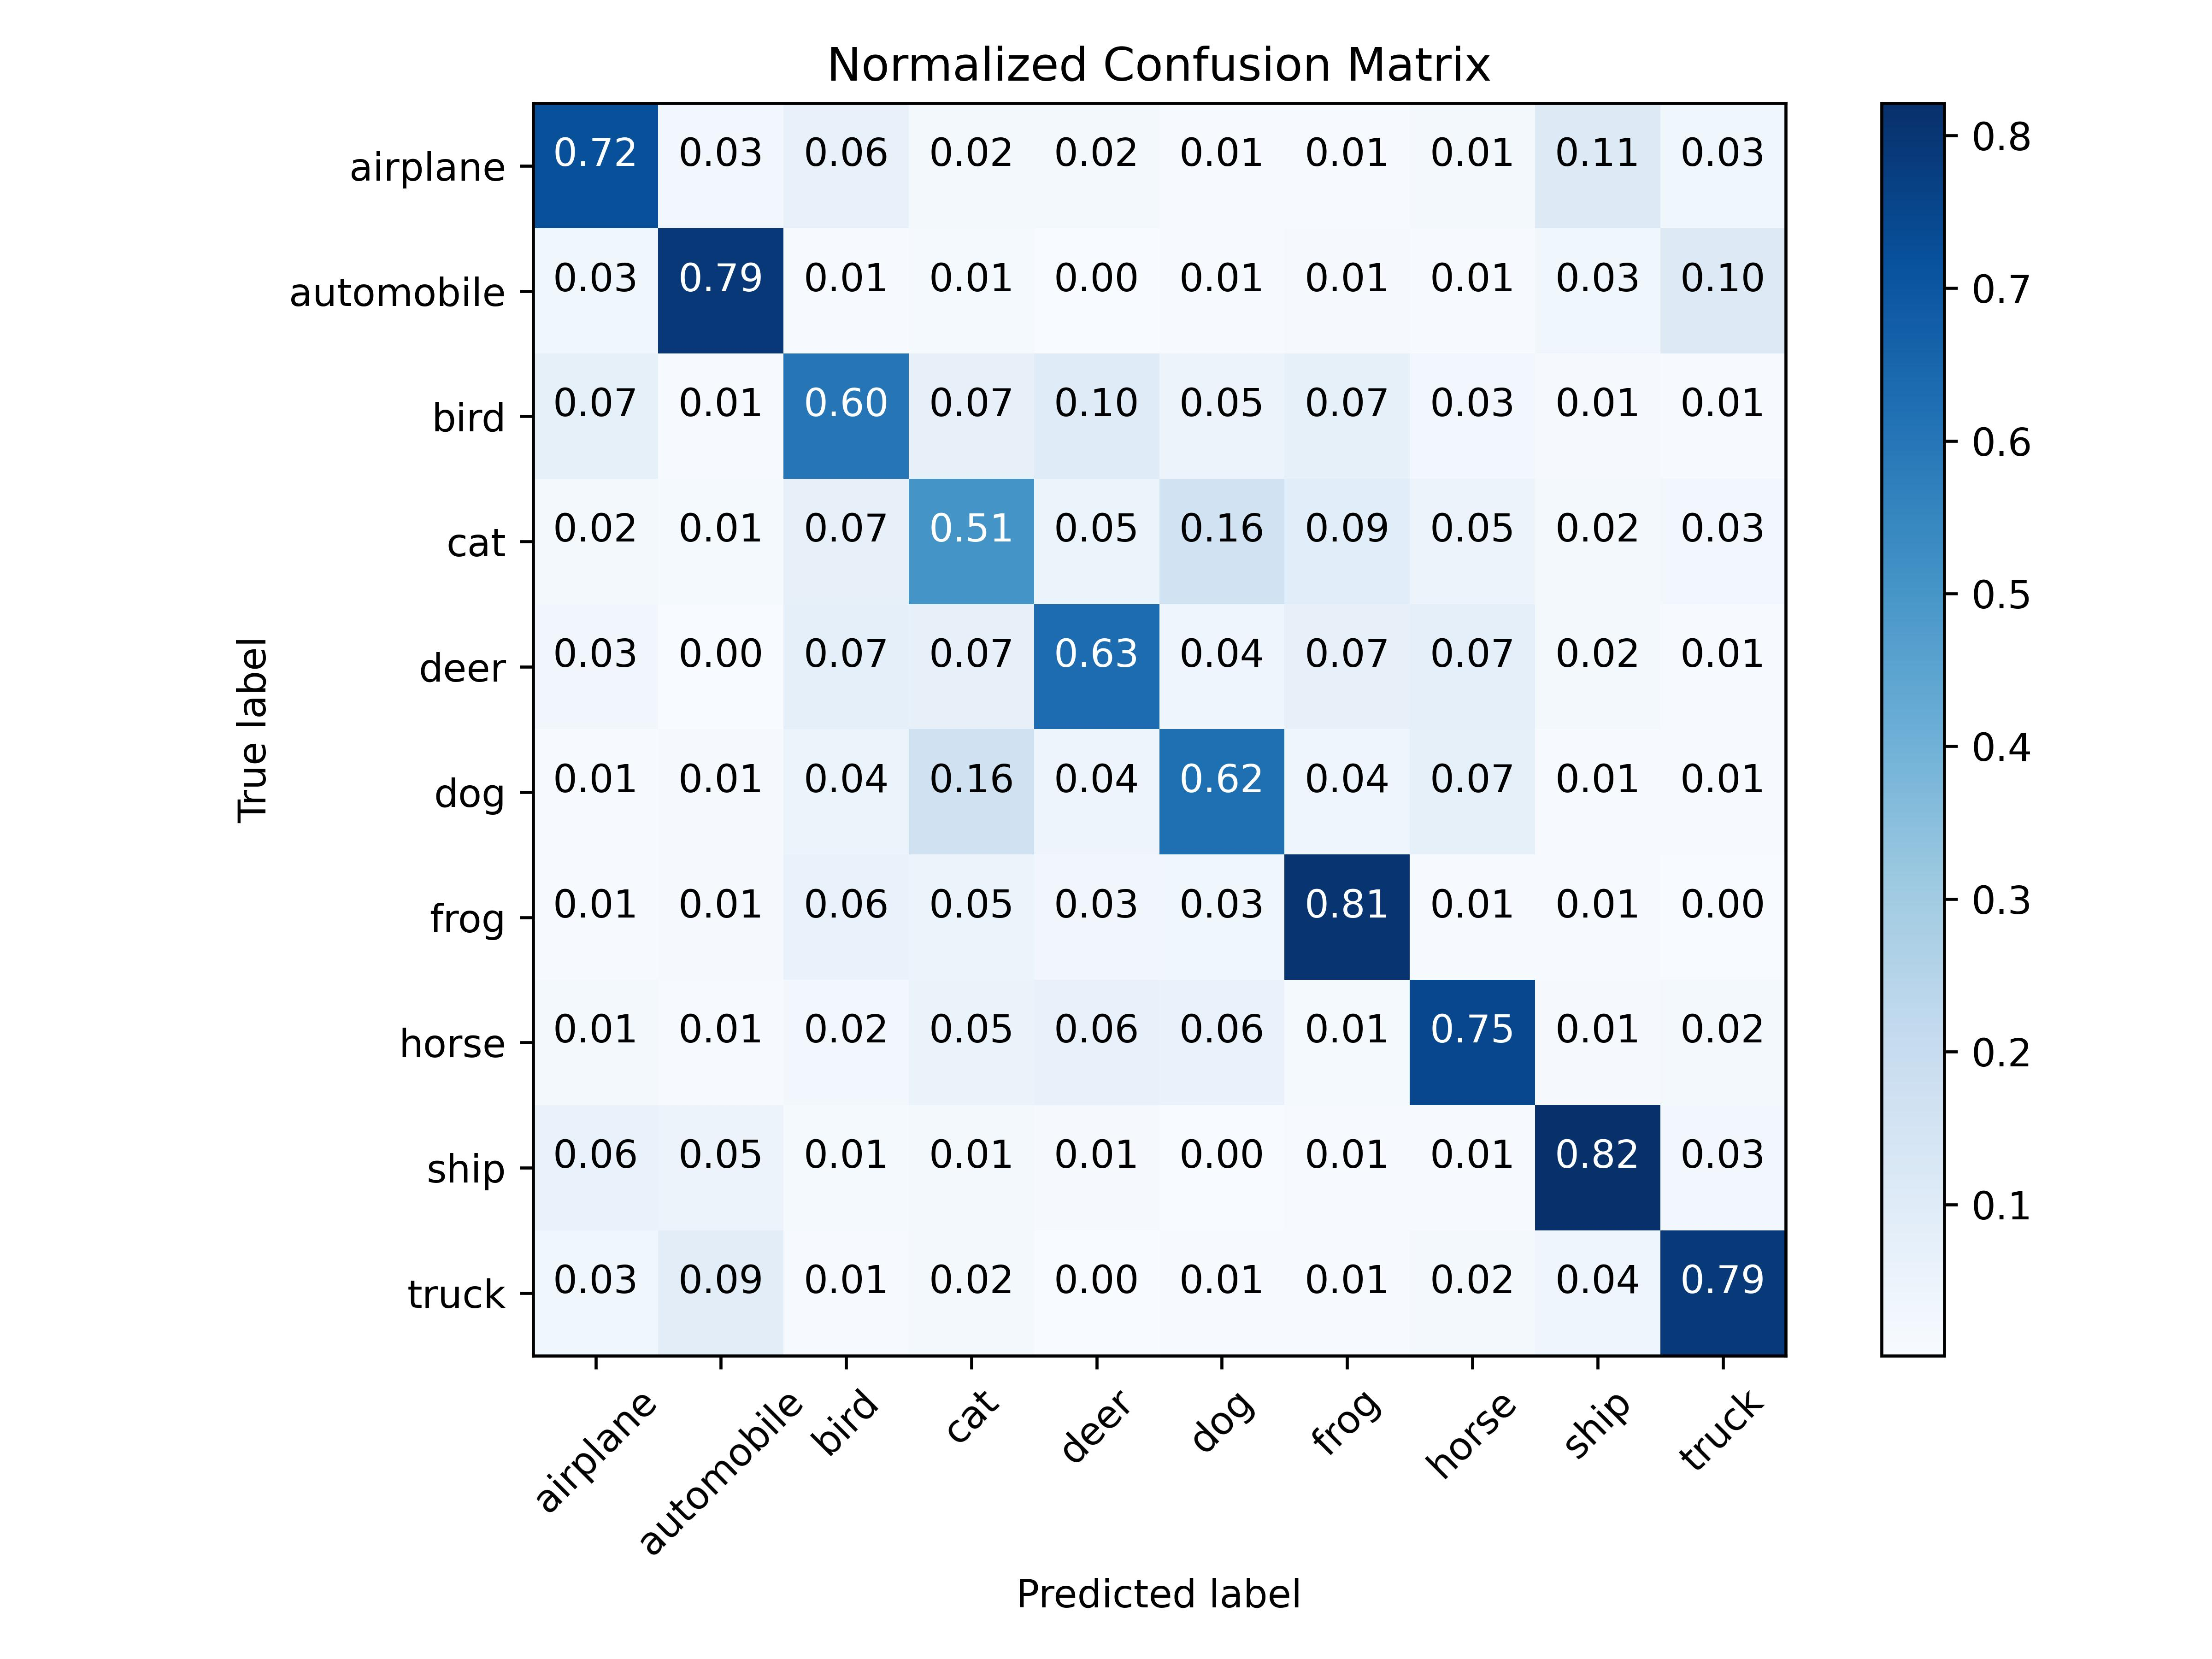 Normalized Confusion Matrix
airplane 0.72 0.03 0.06 0.02 0.02 0.01 0.01 0.01 0.11 0.03
automobile 0.03 0.79 0.01 0.01 0.00 0.01 0.01 0.01 0.03 0.10
bird 0.07 0.01 0.60 0.07 0.10 0.05 0.07 0.03 0.01 0.01
cat 0.02 0.01 0.07 0.51 0.05 0.16 0.09 0.05 0.02 0.03
deer 0.03 0.00 0.07 0.07 0.63 0.04 0.07 0.07 0.02 0.01
dog 0.01 0.01 0.04 0.16 0.04 0.62 0.04 0.07 0.01 0.01
frog 0.01 0.01 0.06 0.05 0.03 0.03 0.81 0.01 0.01 0.00
horse 0.01 0.01 0.02 0.05 0.06 0.06 0.01 0.75 0.01 0.02
ship 0.06 0.05 0.01 0.01 0.01 0.00 0.01 0.01 0.82 0.03
truck 0.03 0.09 0.01 0.02 0.00 0.01 0.01 0.02 0.04 0.79
True label
airplane automobile bird cat deer dog frog horse ship truck
Predicted label
0.8
0.7
0.6
0.5
0.4
0.3
0.2
0.1